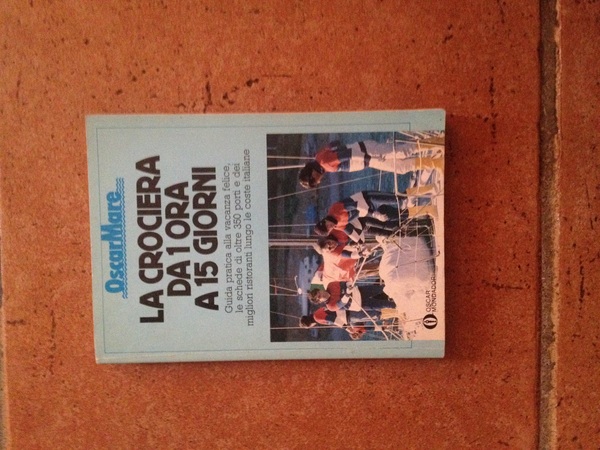 OscarMare
LA CROCIERA
DA 1 ORA
A 15 GIORNI
Guida pratica alla vacanza felice,
le schede di oltre 350 porti e dei
migliori ristoranti lungo le coste italiane
OSCAR
MONDADORI